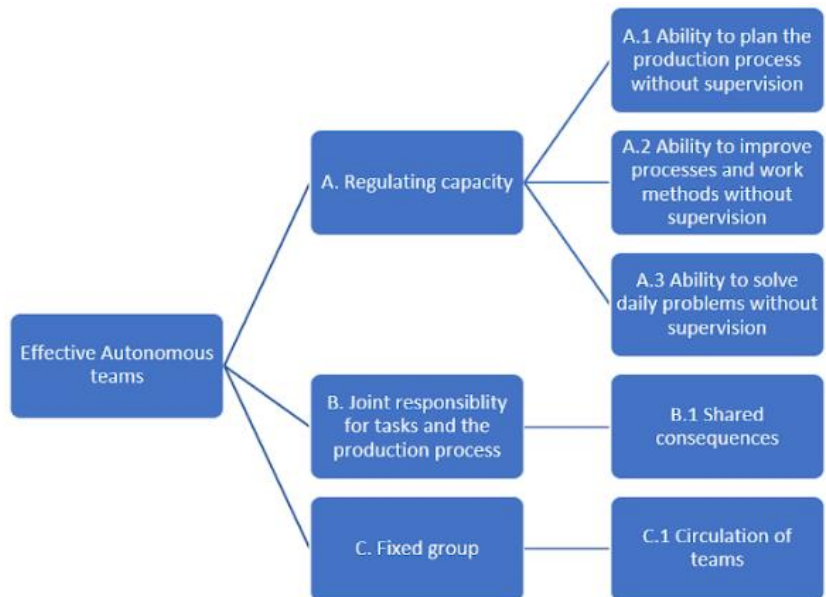 A.1 Ability to plan the
production process
without supervision
A. Regulating capacity
A.2 Ability to improve
processes and work
methods without
supervision
A.3 Ability to solve
daily problems without
supervision
Effective Autonomous
teams
B. Joint responsiblity
for tasks and the
production process
B.1 Shared
consequences
C. Fixed group
C.1 Circulation of
teams